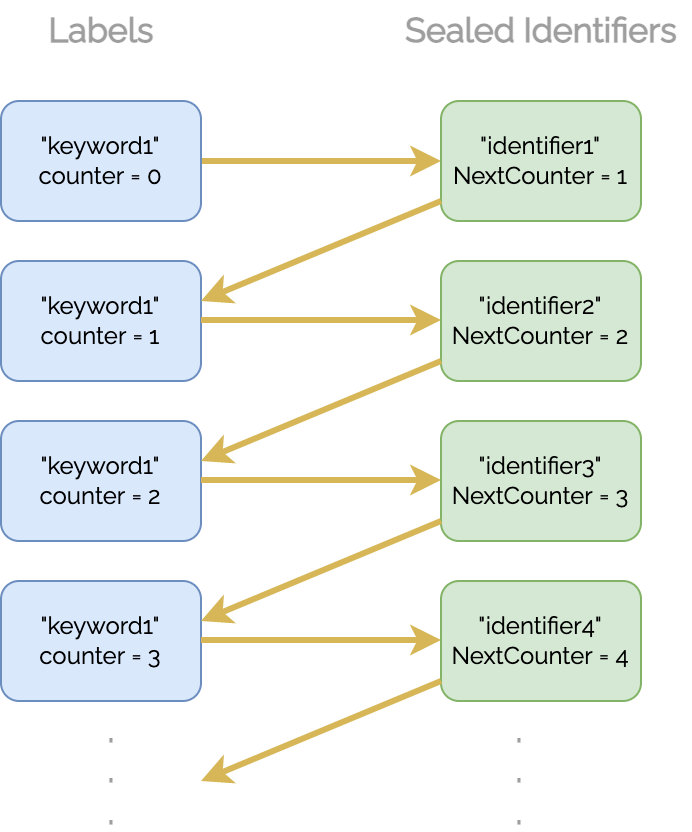 Labels
Sealed Identifiers
"keyword1"
counter = 0
"identifier1"
NextCounter = 1
"keyword1"
counter = 1
"identifier2"
NextCounter = 2
"keyword1"
counter = 2
"identifier3"
NextCounter = 3
"keyword1"
counter = 3
"identifier4"
NextCounter = 4
. .
. .
. .